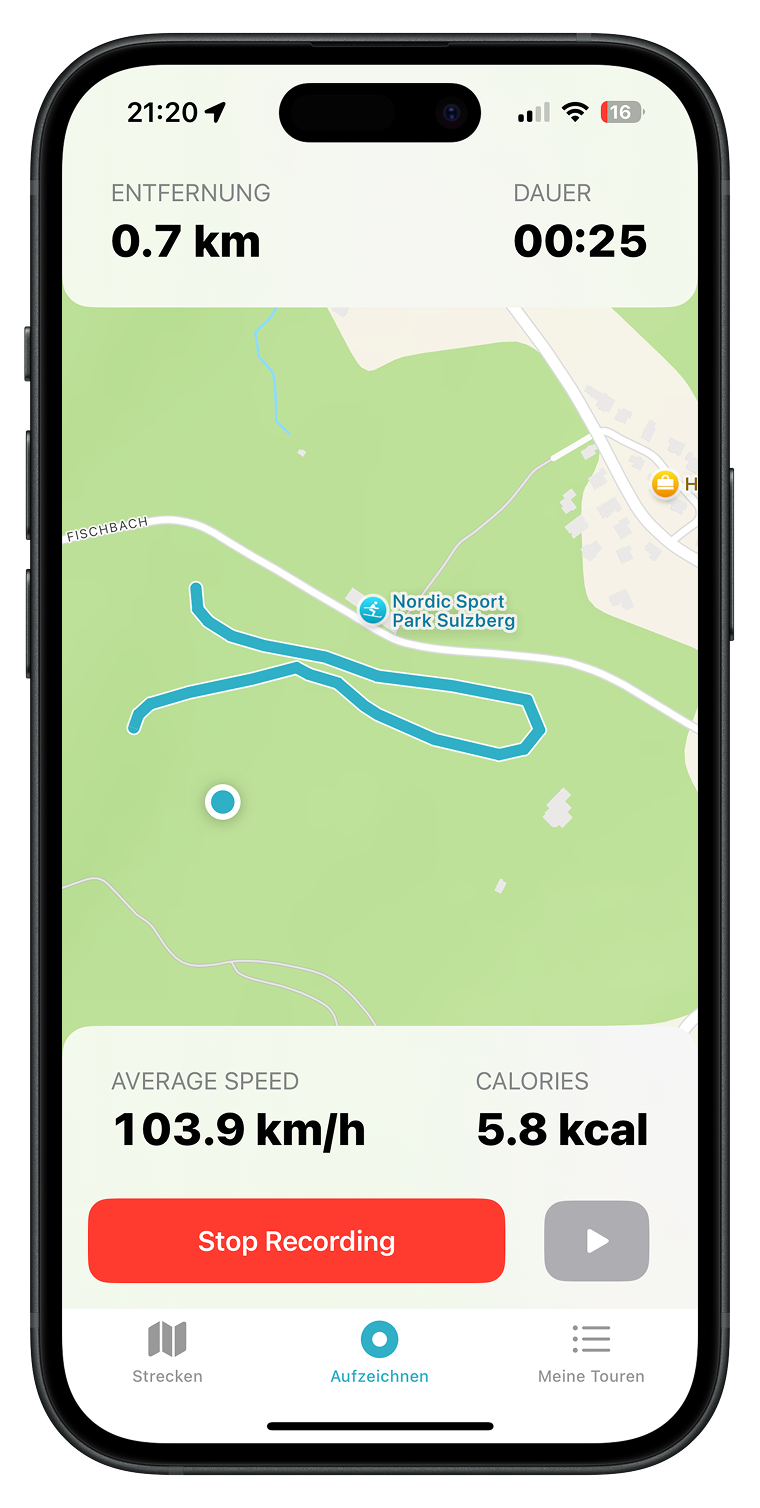 21:20
16
ENTFERNUNG
DAUER
0.7 km
00:25
H
FISCHBACH
Nordic Sport
Park Sulzberg
AVERAGE SPEED
CALORIES
103.9 km/h
5.8 kcal
Stop Recording
Strecken
Aufzeichnen
Meine Touren